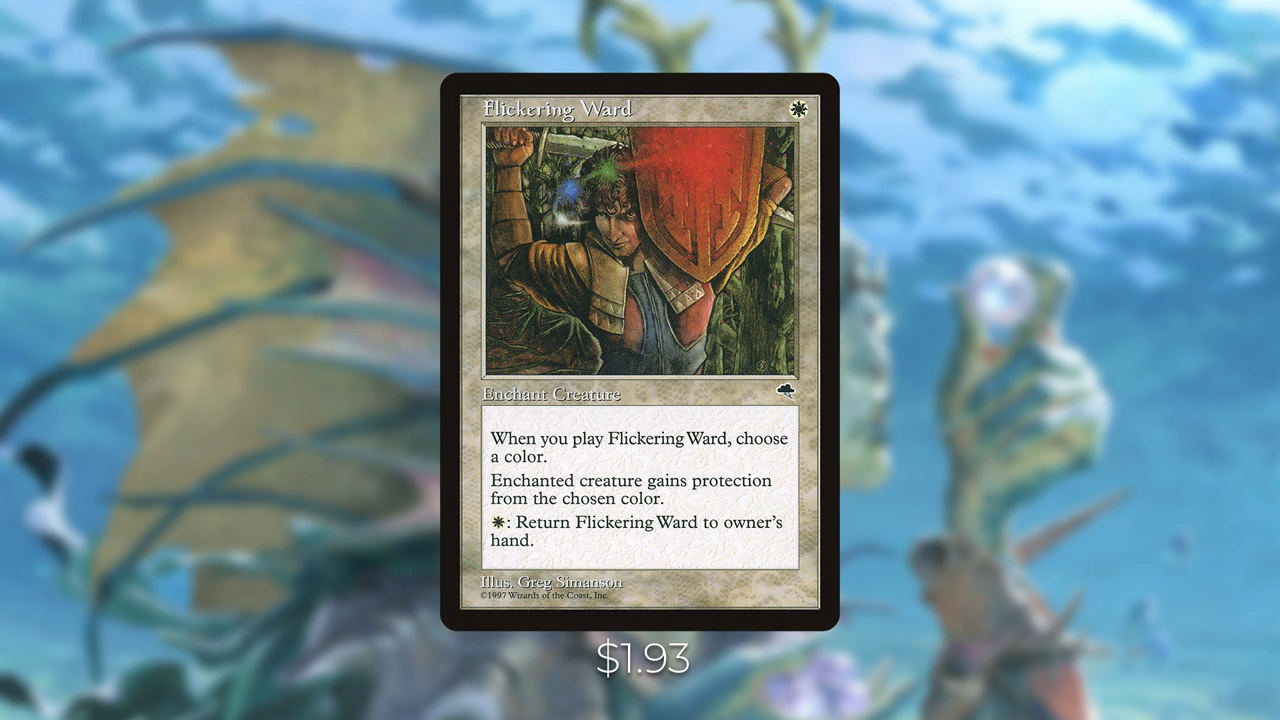 Flickering Ward
Enchant Creature
When you play Flickering Ward, choose
a color.
Enchanted creature gains protection
from the chosen color.
: Return Flickering Ward to owner's
hand.
Illus. Greg Simanson
©1997 Wizards of the Coast, Inc.
$1.93